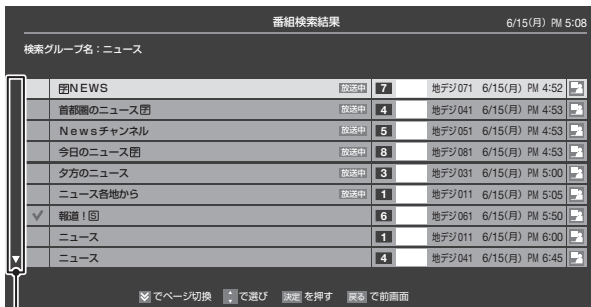 番組検索結果 6/15(月) PM 5:08
検索グループ名：ニュース
字NEWS 放送中 7 地デジ071 6/15(月) PM 4:52
首都圏のニュース字 放送中 4 地デジ041 6/15(月) PM 4:53
Newsチャンネル 放送中 5 地デジ051 6/15(月) PM 4:53
今日のニュース字 放送中 8 地デジ081 6/15(月) PM 4:53
夕方のニュース 放送中 3 地デジ031 6/15(月) PM 5:00
ニュース各地から 放送中 1 地デジ011 6/15(月) PM 5:05
報道！S 6 地デジ061 6/15(月) PM 5:50
ニュース 1 地デジ011 6/15(月) PM 6:00
ニュース 4 地デジ041 6/15(月) PM 6:45
でページ切換 で選び 決定 を押す 戻る で前画面